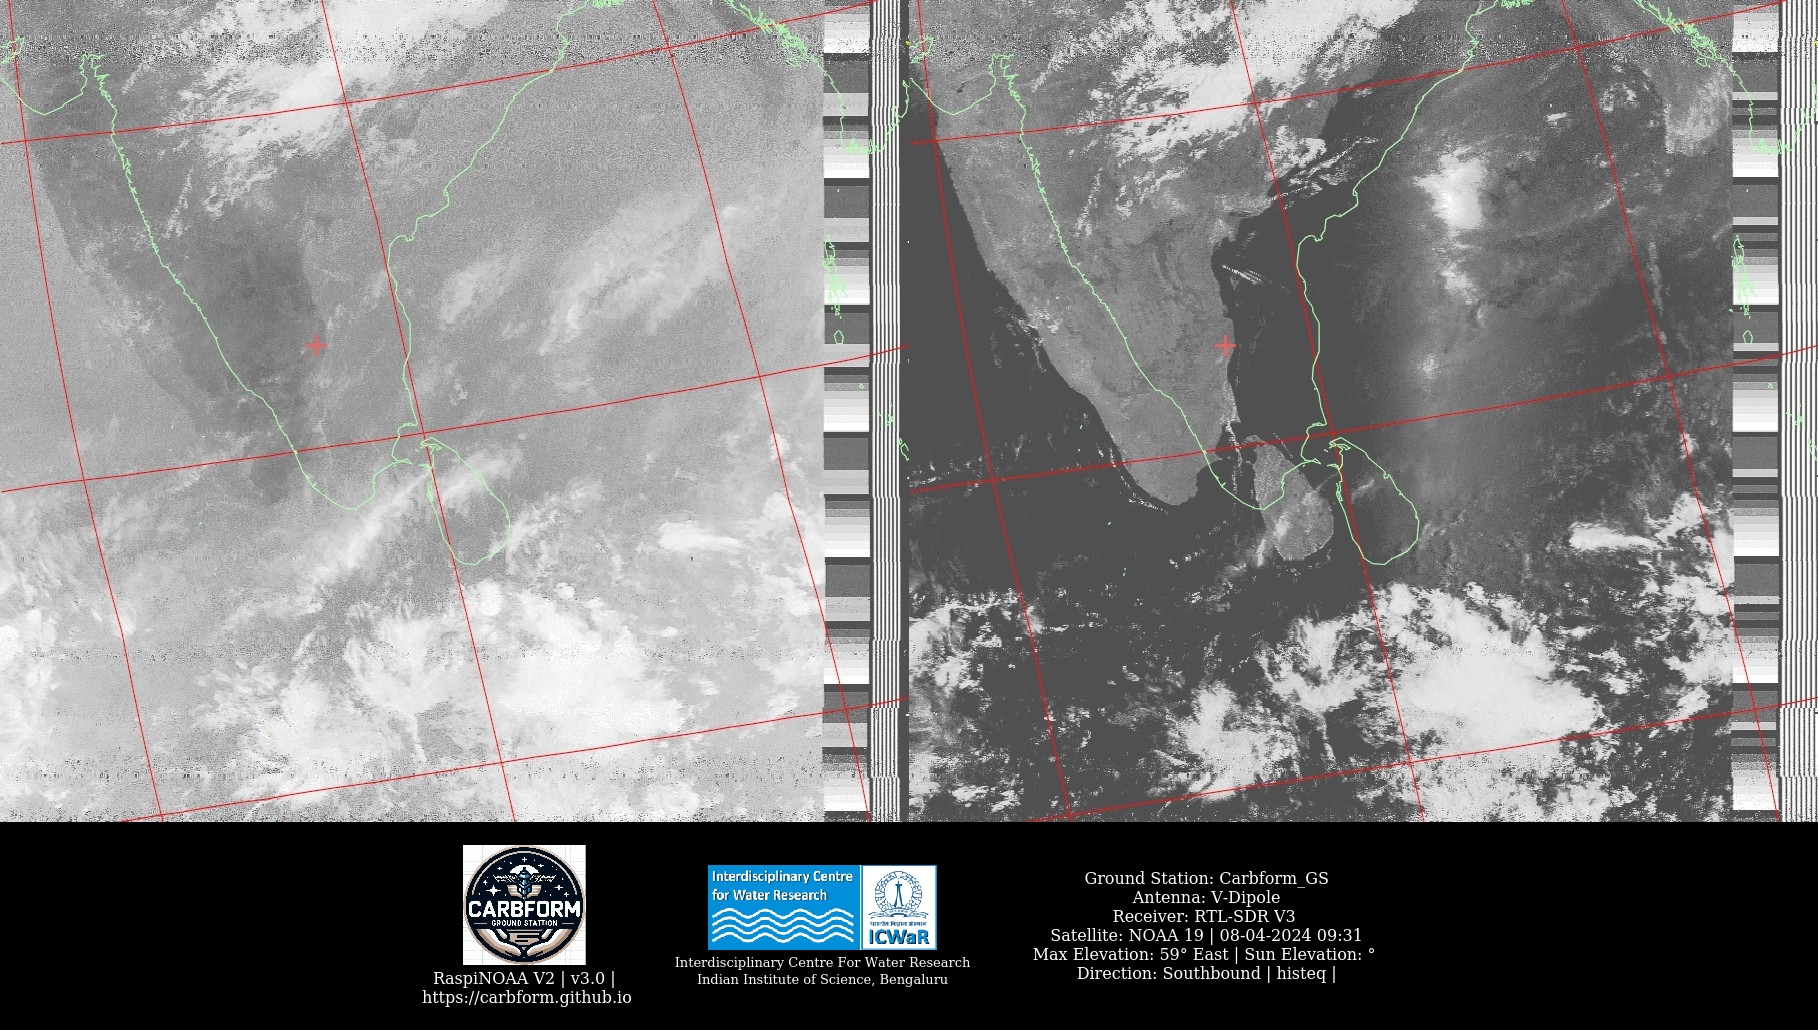 CARBFORM
GROUND STATION
RaspiNOAA V2 | v3.0 |
https://carbform.github.io
Interdisciplinary Centre
for Water Research
ICWaR
Interdisciplinary Centre For Water Research
Indian Institute of Science, Bengaluru
Ground Station: Carbform_GS
Antenna: V-Dipole
Receiver: RTL-SDR V3
Satellite: NOAA 19 | 08-04-2024 09:31
Max Elevation: 59° East | Sun Elevation: °
Direction: Southbound | histeq |